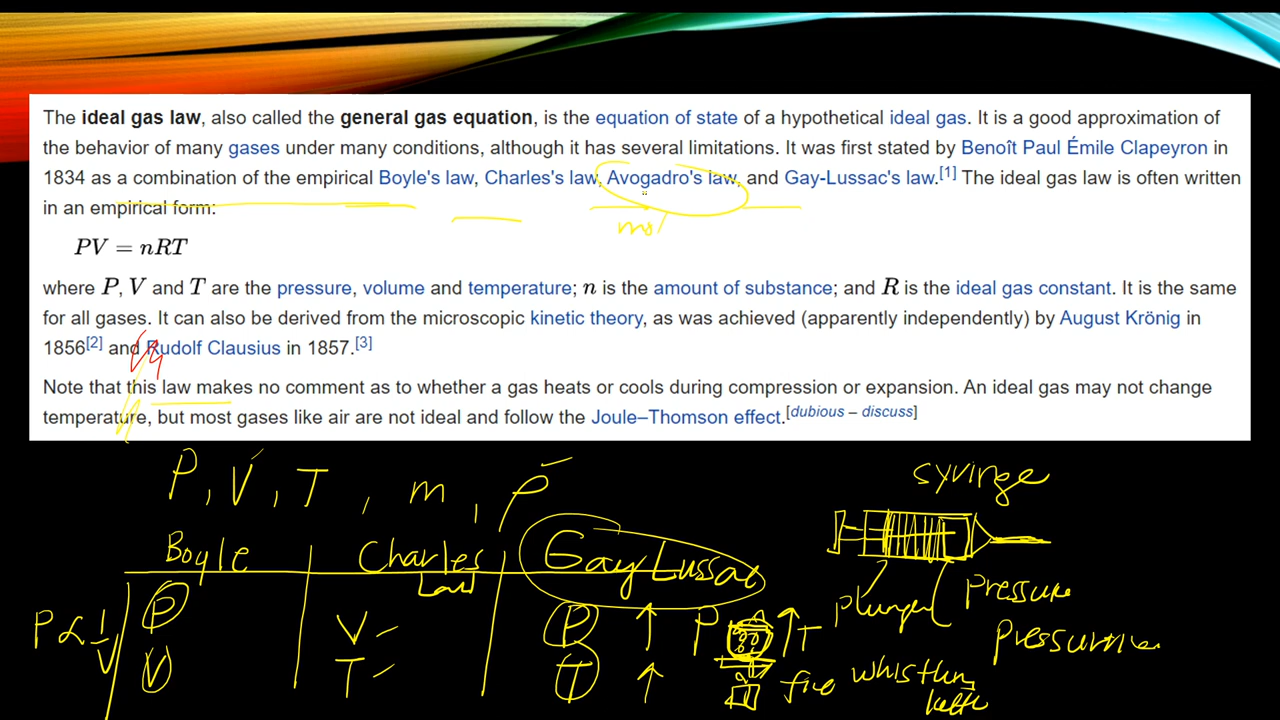 The ideal gas law, also called the general gas equation, is the equation of state of a hypothetical ideal gas. It is a good approximation of
the behavior of many gases under many conditions, although it has several limitations. It was first stated by Benoît Paul Émile Clapeyron in
1834 as a combination of the empirical Boyle's law, Charles's law, Avogadro's law, and Gay-Lussac's law.[1] The ideal gas law is often written
in an empirical form:
mol
PV = nRT
where P, V and T are the pressure, volume and temperature; n is the amount of substance; and R is the ideal gas constant. It is the same
for all gases. It can also be derived from the microscopic kinetic theory, as was achieved (apparently independently) by August Krönig in
1856[2] and Rudolf Clausius in 1857.[3]
Note that this law makes no comment as to whether a gas heats or cools during compression or expansion. An ideal gas may not change
temperature, but most gases like air are not ideal and follow the Joule–Thomson effect.[dubious – discuss]
P, V, T, m, ρ
syringe
Boyle Charles Law Gay Lussac
plunger pressure
P ∝ 1/V P V P P T
V T T fire whistling
kettle